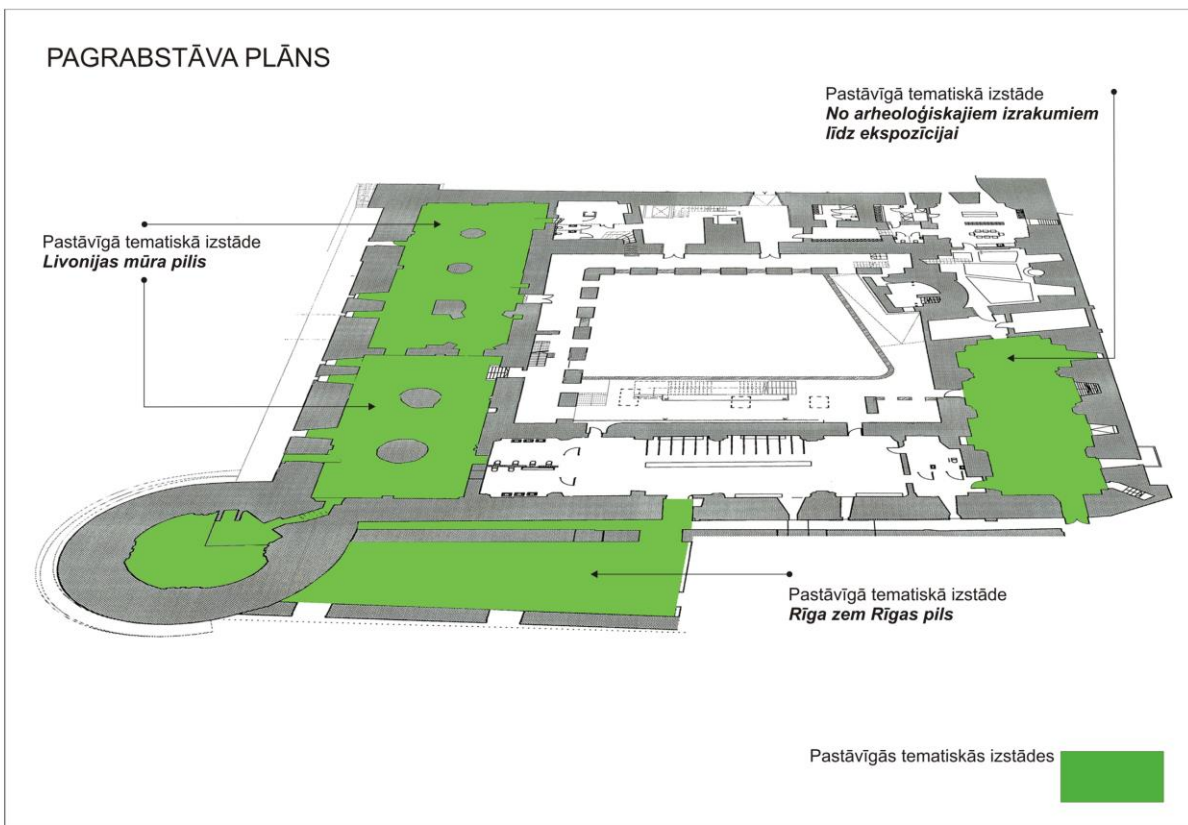 PAGRABSTĀVA PLĀNS
Pastāvīgā tematiskā izstāde
No arheoloģiskajiem izrakumiem
līdz ekspozīcijai
Pastāvīgā tematiskā izstāde
Livonijas mūra pilis
Pastāvīgā tematiskā izstāde
Rīga zem Rīgas pils
Pastāvīgās tematiskās izstādes